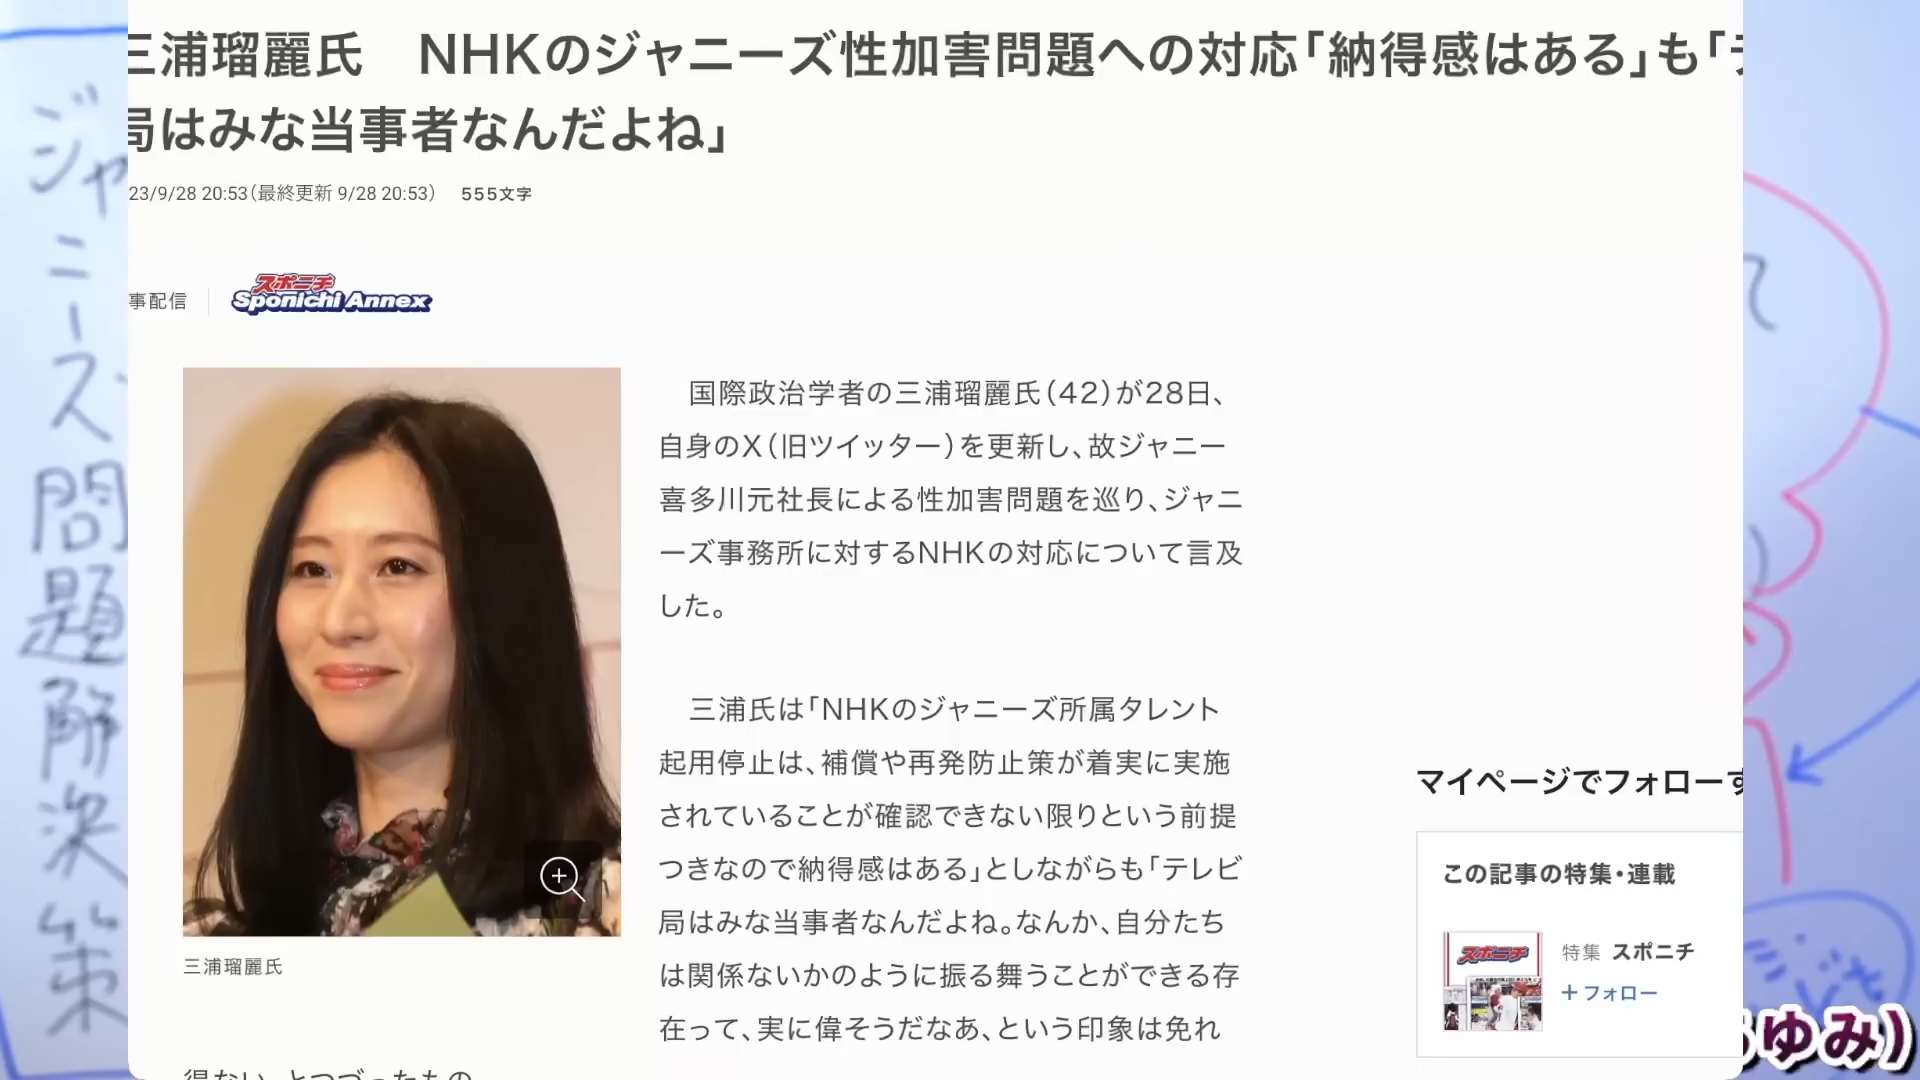 三浦瑠麗氏　NHKのジャニーズ性加害問題への対応「納得感はある」も「テ
局はみな当事者なんだよね」
23/9/28 20:53（最終更新 9/28 20:53）　555文字
事配信
スポニチ
Sponichi Annex
国際政治学者の三浦瑠麗氏（42）が28日、
自身のX（旧ツイッター）を更新し、故ジャニー
喜多川元社長による性加害問題を巡り、ジャニ
ーズ事務所に対するNHKの対応について言及
した。
三浦氏は「NHKのジャニーズ所属タレント
起用停止は、補償や再発防止策が着実に実施
されていることが確認できない限りという前提
つきなので納得感はある」としながらも「テレビ
局はみな当事者なんだよね。なんか、自分たち
は関係ないかのように振る舞うことができる存
在って、実に偉そうだなあ、という印象は免れ
得ない」とつづったもの
三浦瑠麗氏
マイページでフォローす
この記事の特集・連載
スポニチ
特集 スポニチ
＋フォロー
ジャニーズ問題解決策
ゆみ)